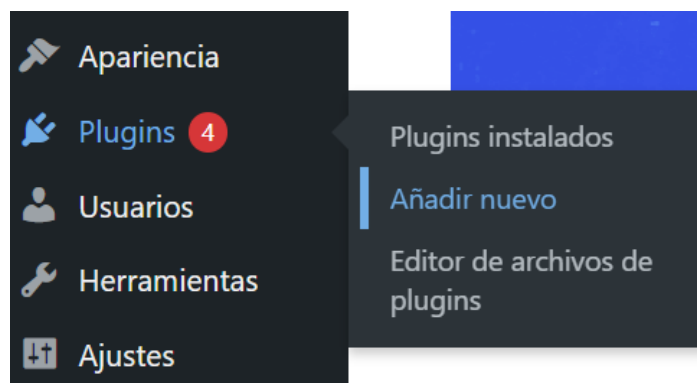 Apariencia
Plugins 4
Usuarios
Herramientas
Ajustes
Plugins instalados
Añadir nuevo
Editor de archivos de
plugins